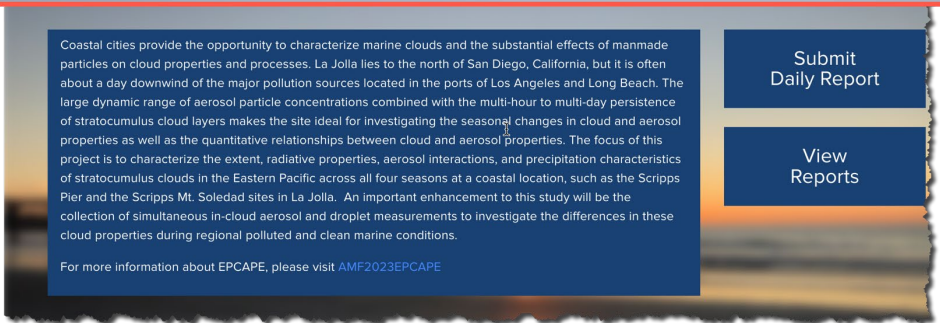 Coastal cities provide the opportunity to characterize marine clouds and the substantial effects of manmade
particles on cloud properties and processes. La Jolla lies to the north of San Diego, California, but it is often
about a day downwind of the major pollution sources located in the ports of Los Angeles and Long Beach. The
large dynamic range of aerosol particle concentrations combined with the multi-hour to multi-day persistence
of stratocumulus cloud layers makes the site ideal for investigating the seasonal changes in cloud and aerosol
properties as well as the quantitative relationships between cloud and aerosol properties. The focus of this
project is to characterize the extent, radiative properties, aerosol interactions, and precipitation characteristics
of stratocumulus clouds in the Eastern Pacific across all four seasons at a coastal location, such as the Scripps
Pier and the Scripps Mt. Soledad sites in La Jolla. An important enhancement to this study will be the
collection of simultaneous in-cloud aerosol and droplet measurements to investigate the differences in these
cloud properties during regional polluted and clean marine conditions.
For more information about EPCAPE, please visit AMF2023EPCAPE
Submit
Daily Report
View
Reports